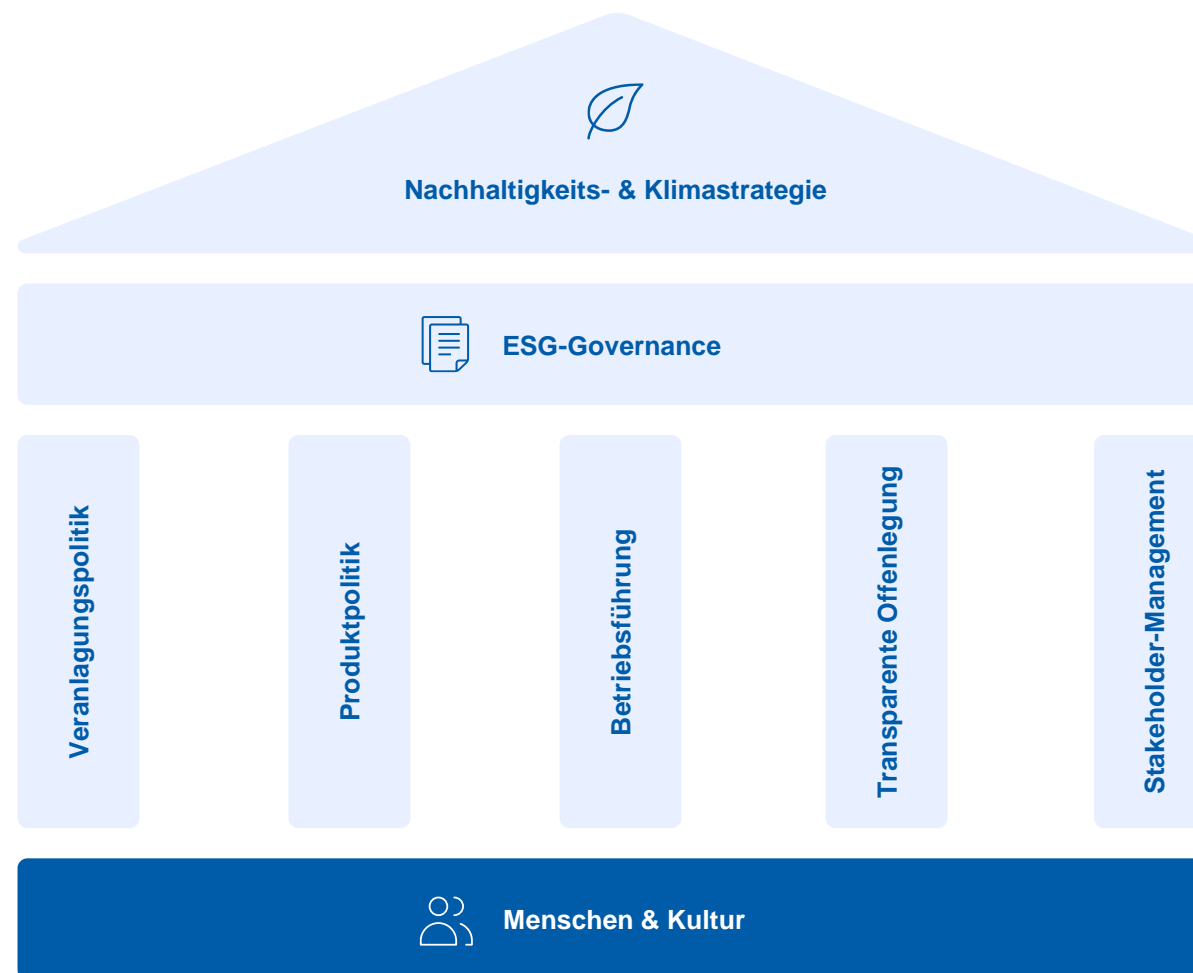 Nachhaltigkeits- & Klimastrategie
ESG-Governance
Veranlagungspolitik
Produktpolitik
Betriebsführung
Transparente Offenlegung
Stakeholder-Management
Menschen & Kultur